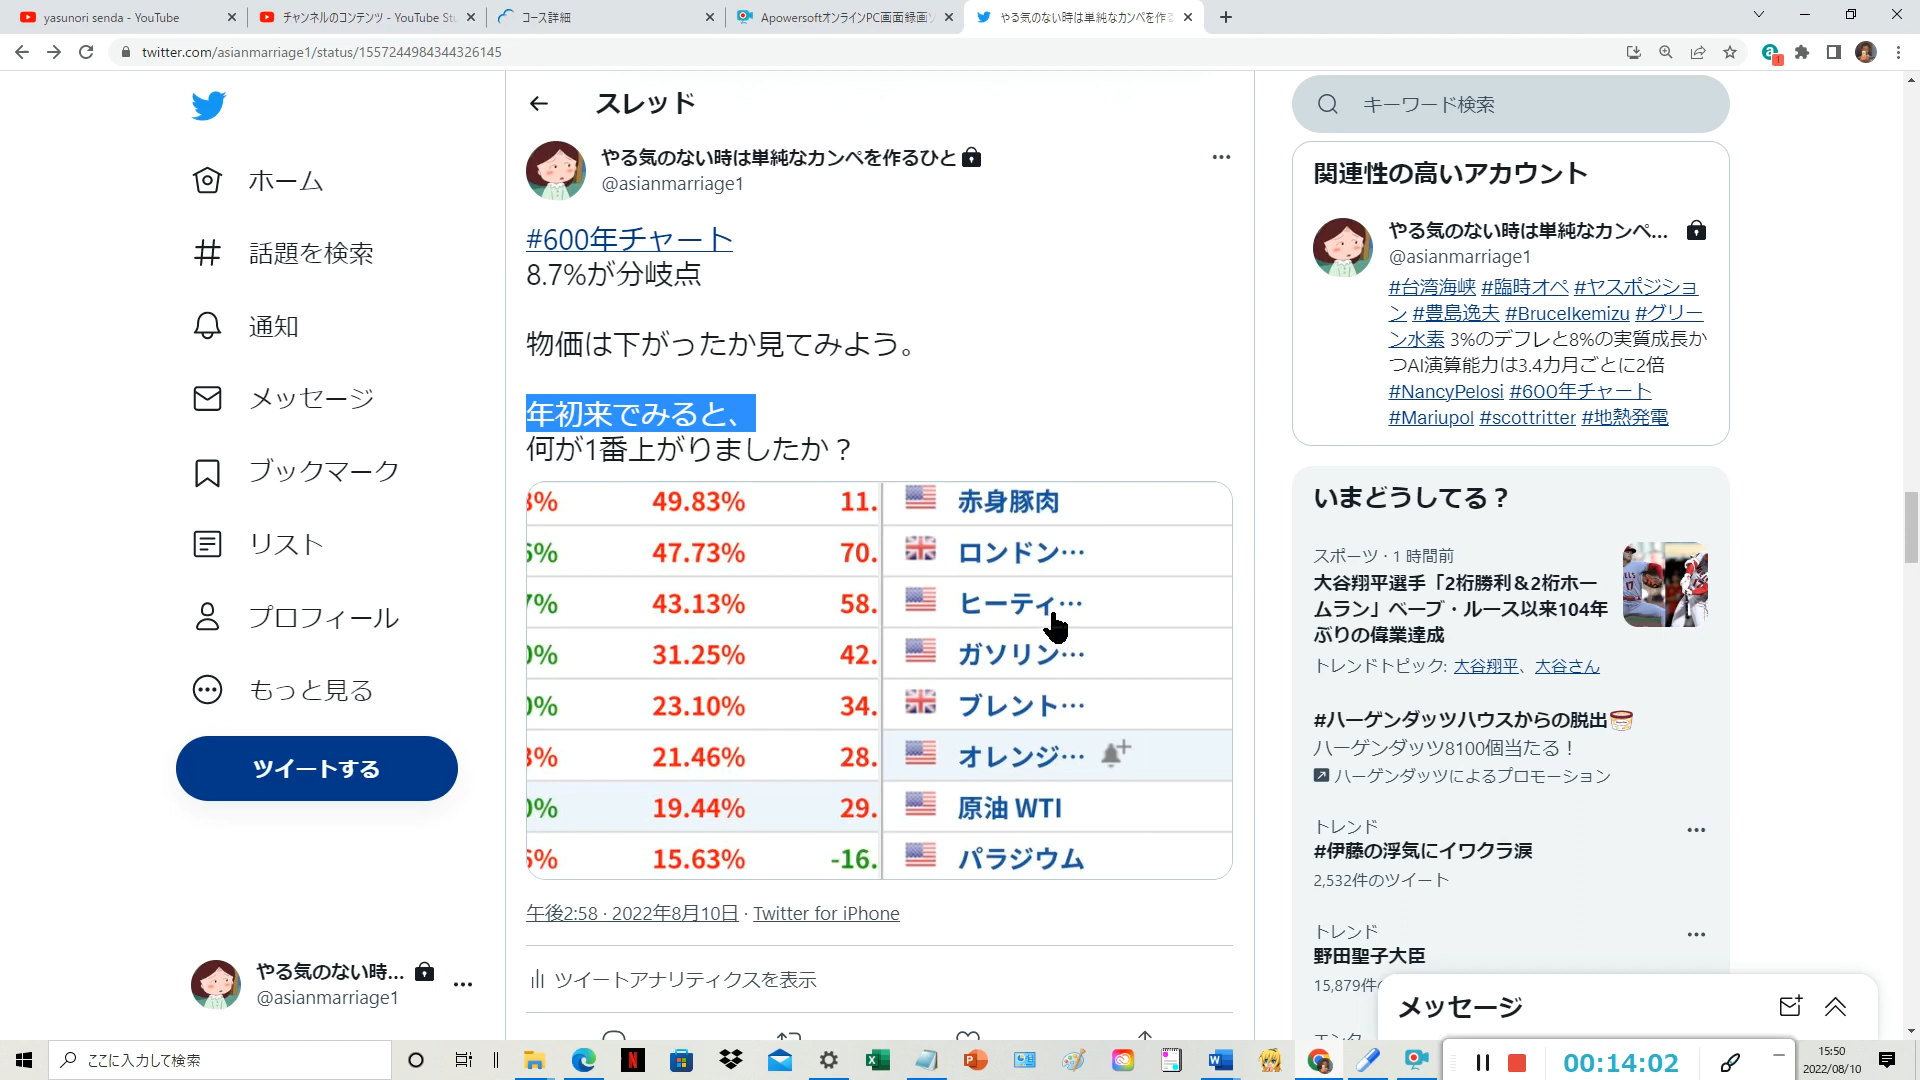 yasunori senda - YouTube
チャンネルのコンテンツ - YouTube St
コース詳細
ApowersoftオンラインPC画面録画
やる気のない時は単純なカンペを作る
twitter.com/asianmarriage1/status/1557244984344326145
ホーム
話題を検索
通知
メッセージ
ブックマーク
リスト
プロフィール
もっと見る
ツイートする
やる気のない時...
@asianmarriage1
スレッド
やる気のない時は単純なカンペを作るひと
@asianmarriage1
#600年チャート
8.7%が分岐点
物価は下がったか見てみよう。
年初来でみると、
何が1番上がりましたか？
3% 49.83% 11. 赤身豚肉
6% 47.73% 70. ロンドン…
7% 43.13% 58. ヒーティ…
0% 31.25% 42. ガソリン…
0% 23.10% 34. ブレント…
3% 21.46% 28. オレンジ…
0% 19.44% 29. 原油 WTI
6% 15.63% -16. パラジウム
午後2:58 · 2022年8月10日 · Twitter for iPhone
ツイートアナリティクスを表示
キーワード検索
関連性の高いアカウント
やる気のない時は単純なカンペ...
@asianmarriage1
#台湾海峡 #臨時オペ #ヤスポジショ
ン #豊島逸夫 #BruceIkemizu #グリー
ン水素 3%のデフレと8%の実質成長か
つAI演算能力は3.4カ月ごとに2倍
#NancyPelosi #600年チャート
#Mariupol #scottritter #地熱発電
いまどうしてる？
スポーツ · 1 時間前
大谷翔平選手「2桁勝利＆2桁ホー
ムラン」ベーブ・ルース以来104年
ぶりの偉業達成
トレンドトピック: 大谷翔平、大谷さん
#ハーゲンダッツハウスからの脱出
ハーゲンダッツ8100個当たる！
ハーゲンダッツによるプロモーション
トレンド
#伊藤の浮気にイワクラ涙
2,532件のツイート
トレンド
野田聖子大臣
15,879件
メッセージ
ここに入力して検索
00:14:02
15:50
2022/08/10